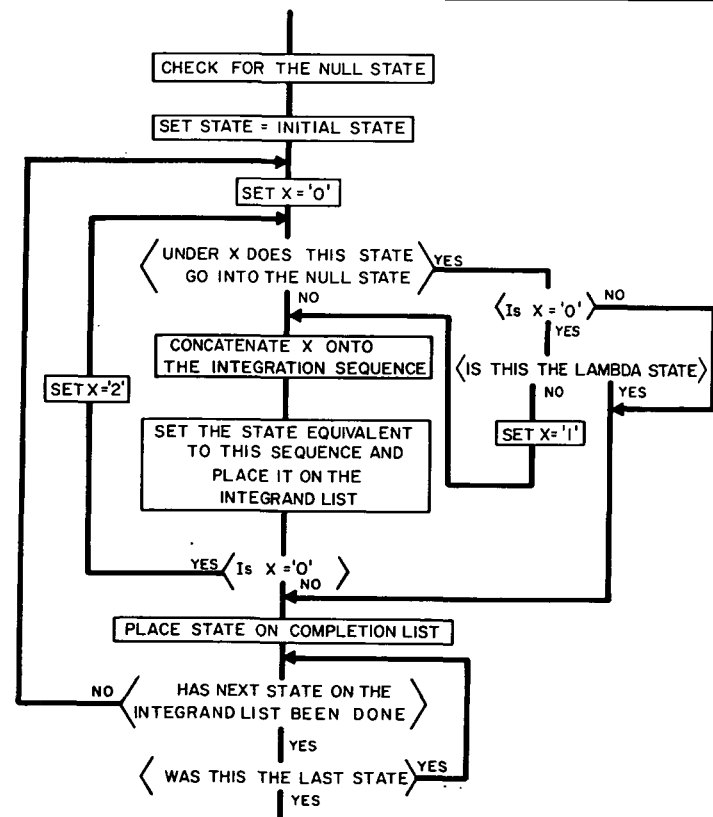 CHECK FOR THE NULL STATE
SET STATE = INITIAL STATE
SET X = '0'
UNDER X DOES THIS STATE
GO INTO THE NULL STATE
YES
NO
Is X = '0'
NO
YES
CONCATENATE X ONTO
THE INTEGRATION SEQUENCE
IS THIS THE LAMBDA STATE
NO
YES
SET X='2'
SET X='1'
SET THE STATE EQUIVALENT
TO THIS SEQUENCE AND
PLACE IT ON THE
INTEGRAND LIST
YES
Is X = '0'
NO
PLACE STATE ON COMPLETION LIST
NO
HAS NEXT STATE ON THE
INTEGRAND LIST BEEN DONE
YES
WAS THIS THE LAST STATE
YES
YES